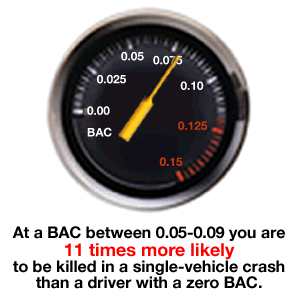 0.05
0.075
0.025
0.10
0.00
BAC
0.125
0.15
At a BAC between 0.05-0.09 you are
11 times more likely
to be killed in a single-vehicle crash
than a driver with a zero BAC.